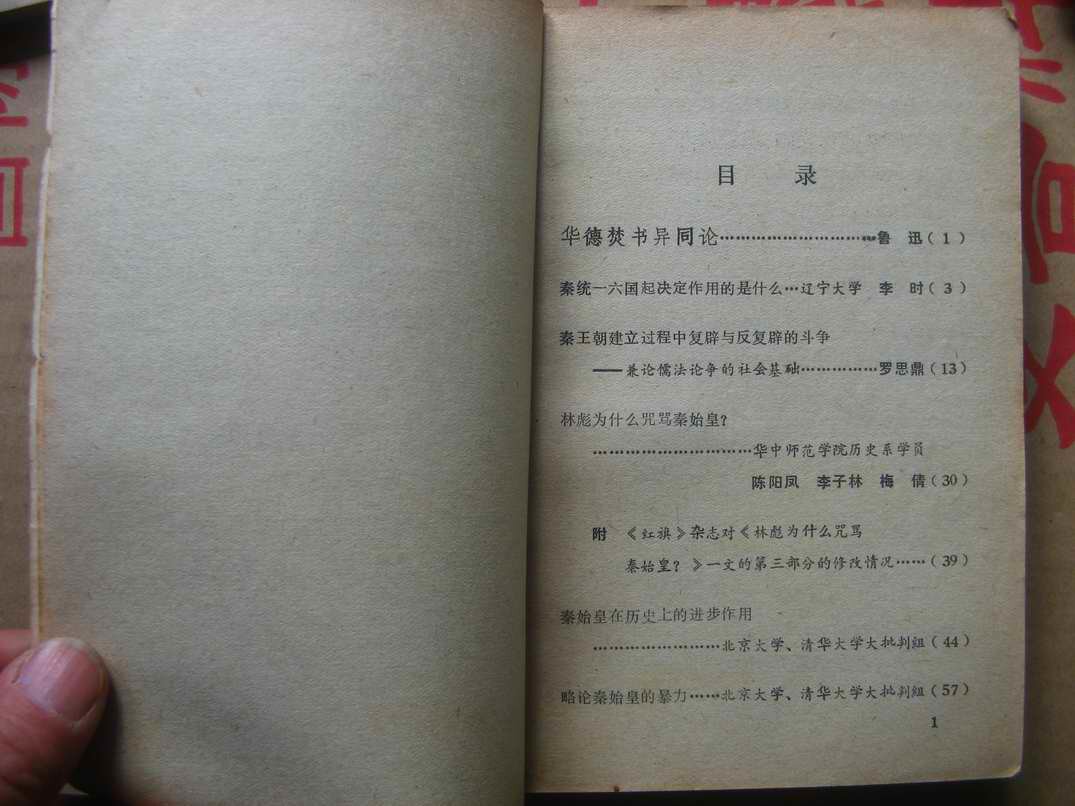 目 录
华德焚书异同论…………………………鲁 迅（1）
秦统一六国起决定作用的是什么…辽宁大学 李 时（3）
秦王朝建立过程中复辟与反复辟的斗争
——兼论儒法论争的社会基础……………罗思鼎（13）
林彪为什么咒骂秦始皇？
…………………………华中师范学院历史系学员
陈阳凤 李子林 梅 倩（30）
附 《红旗》杂志对《林彪为什么咒骂
秦始皇？》一文的第三部分的修改情况……（39）
秦始皇在历史上的进步作用
……………………北京大学、清华大学大批判组（44）
略论秦始皇的暴力……北京大学、清华大学大批判组（57）
1